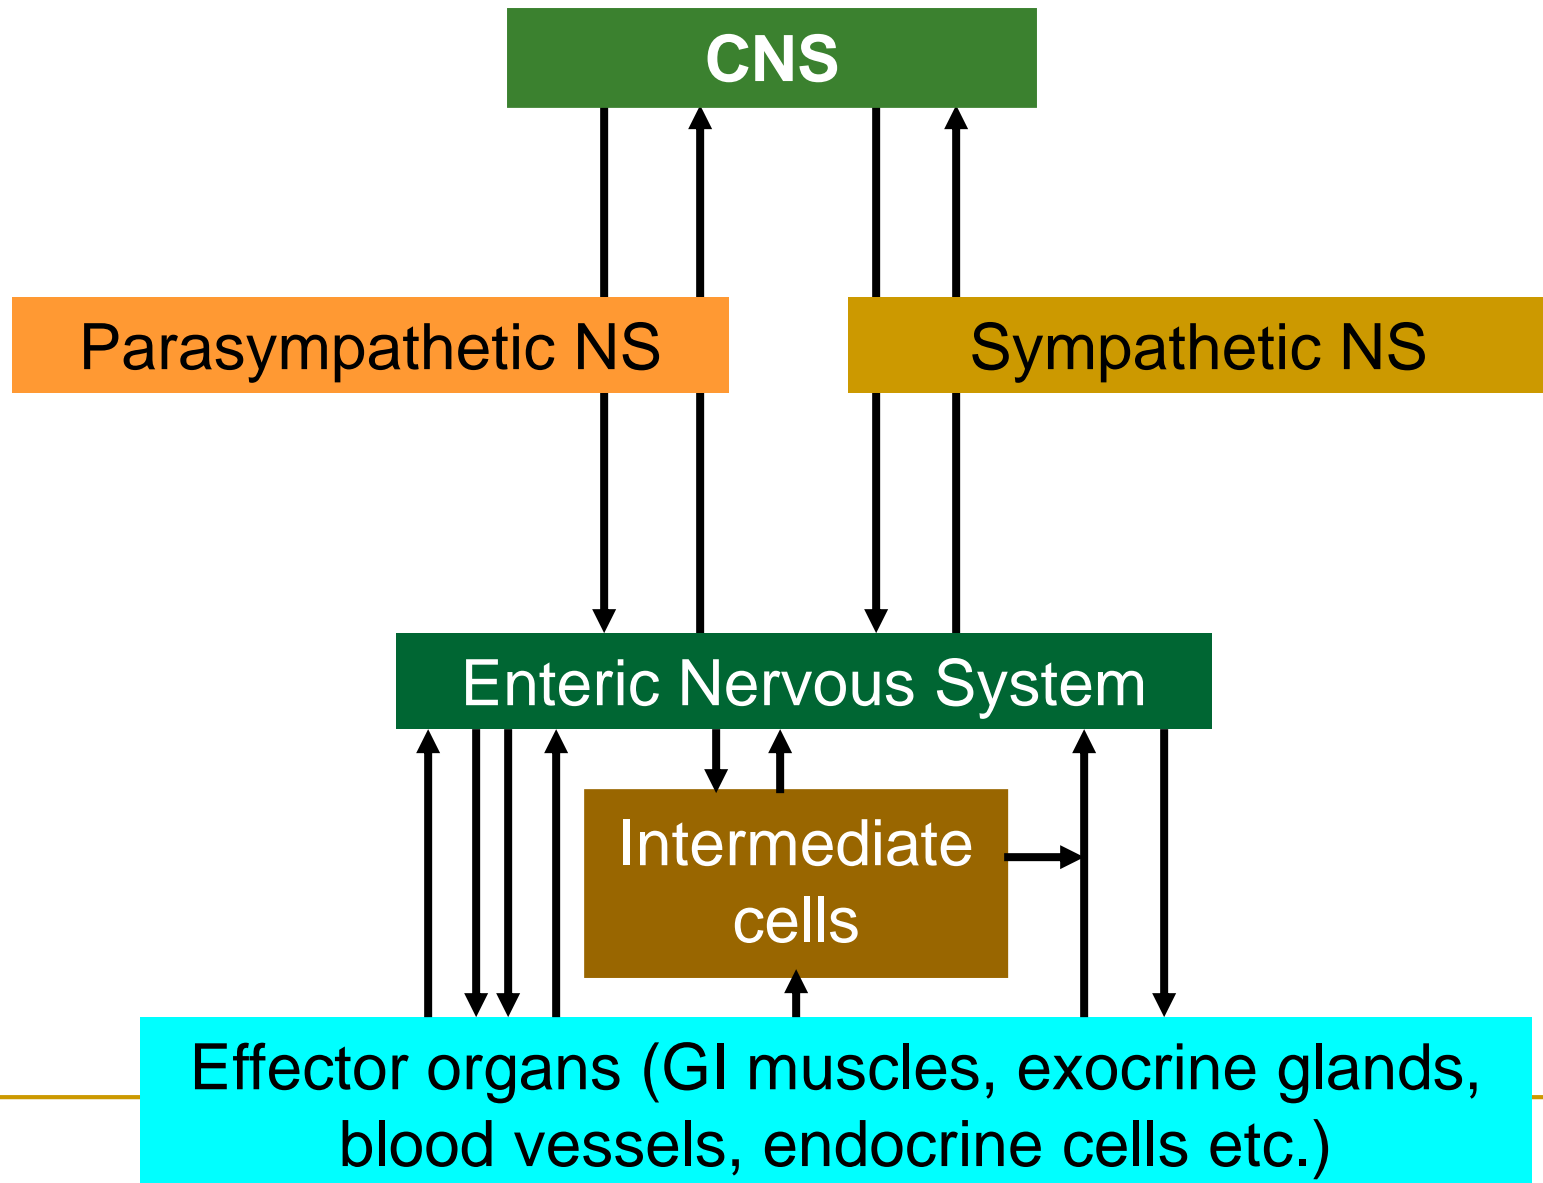 CNS
Parasympathetic NS
Sympathetic NS
Enteric Nervous System
Intermediate
cells
Effector organs (GI muscles, exocrine glands,
blood vessels, endocrine cells etc.)